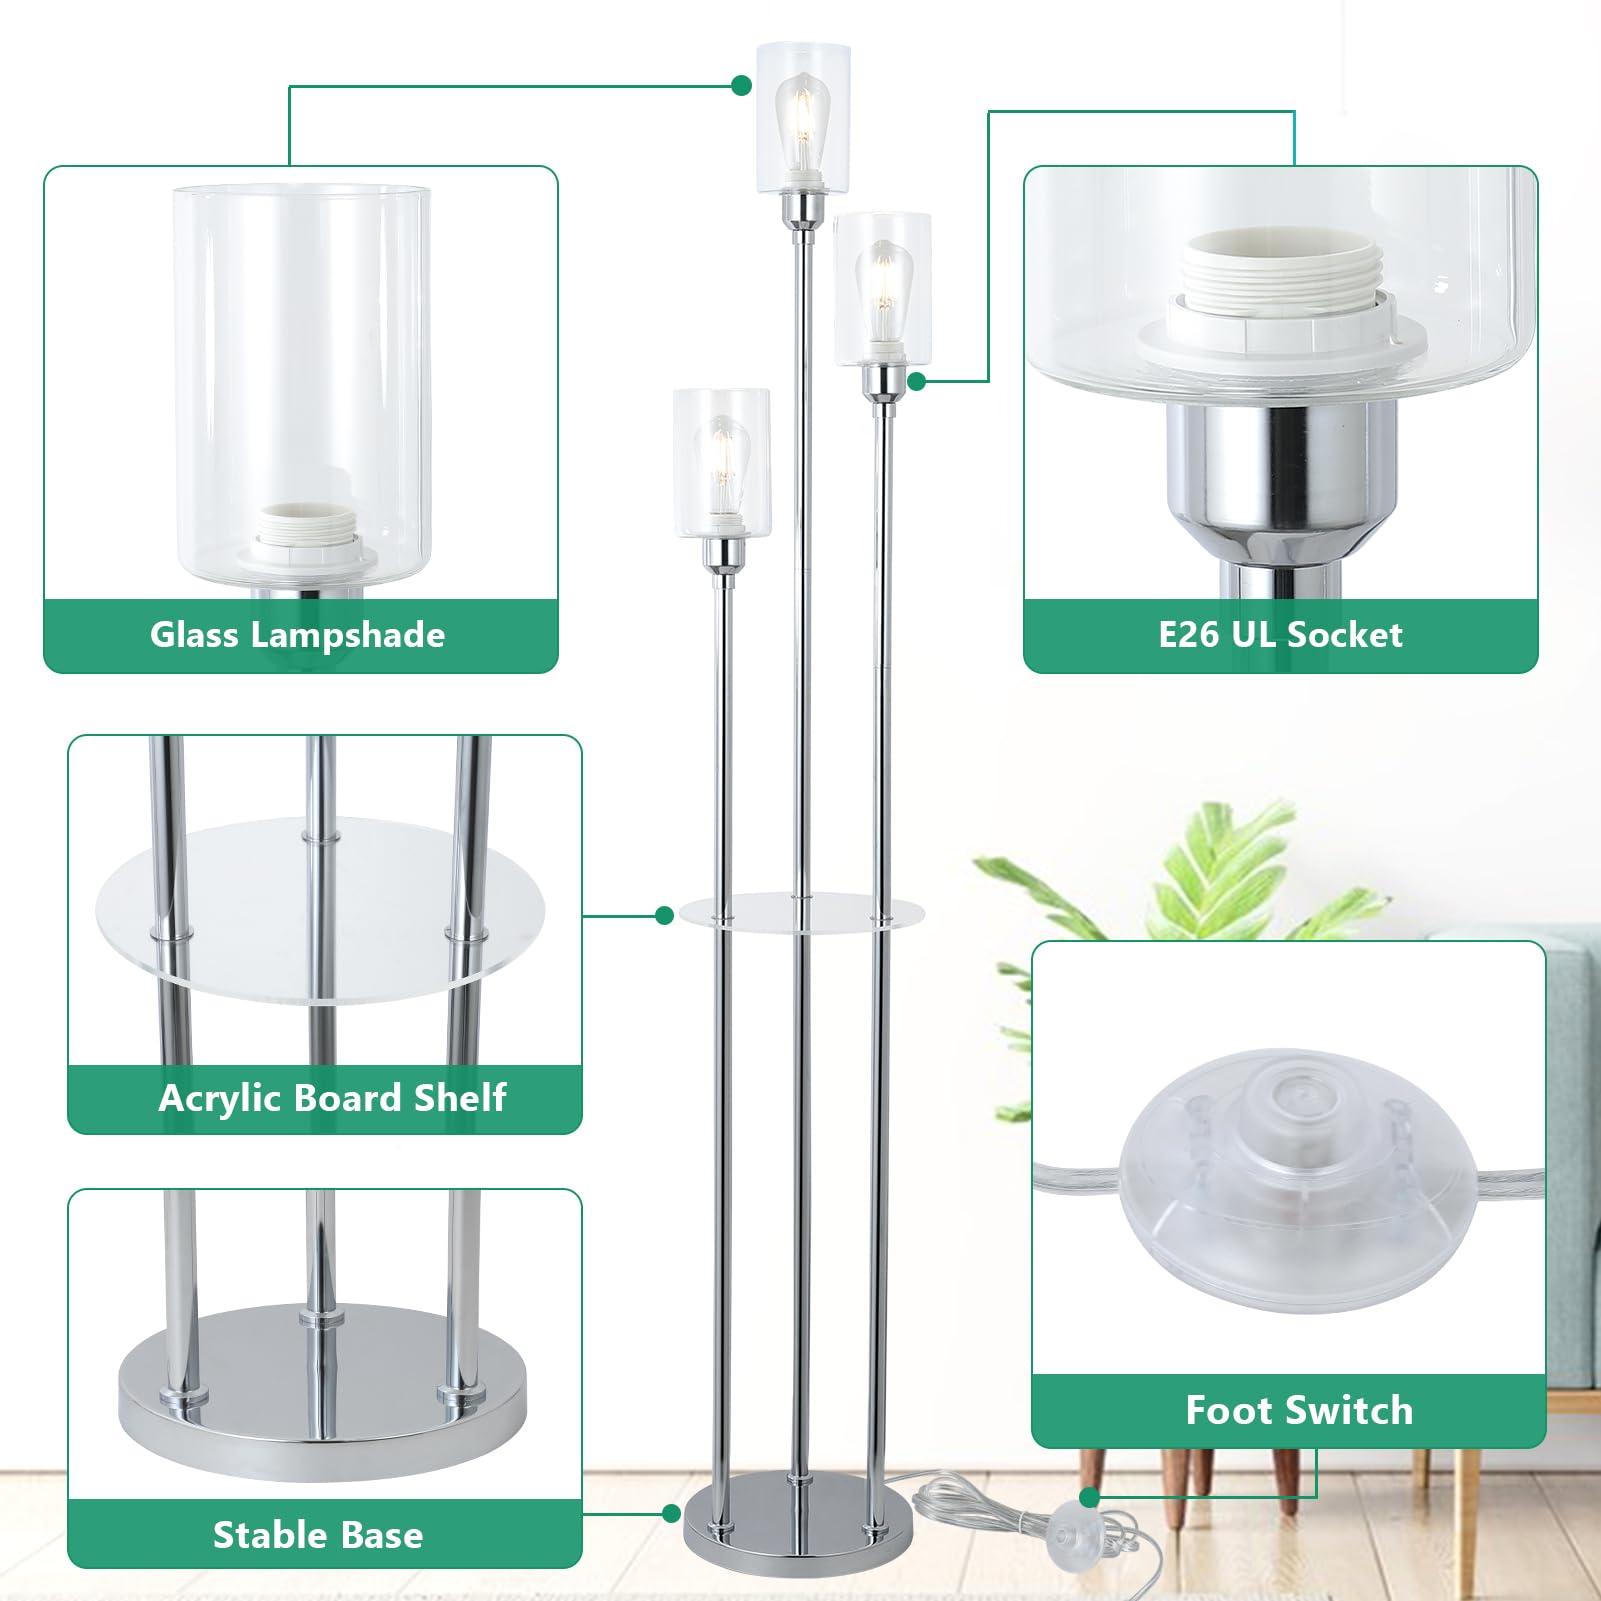 Glass Lampshade
E26 UL Socket
Acrylic Board Shelf
Foot Switch
Stable Base